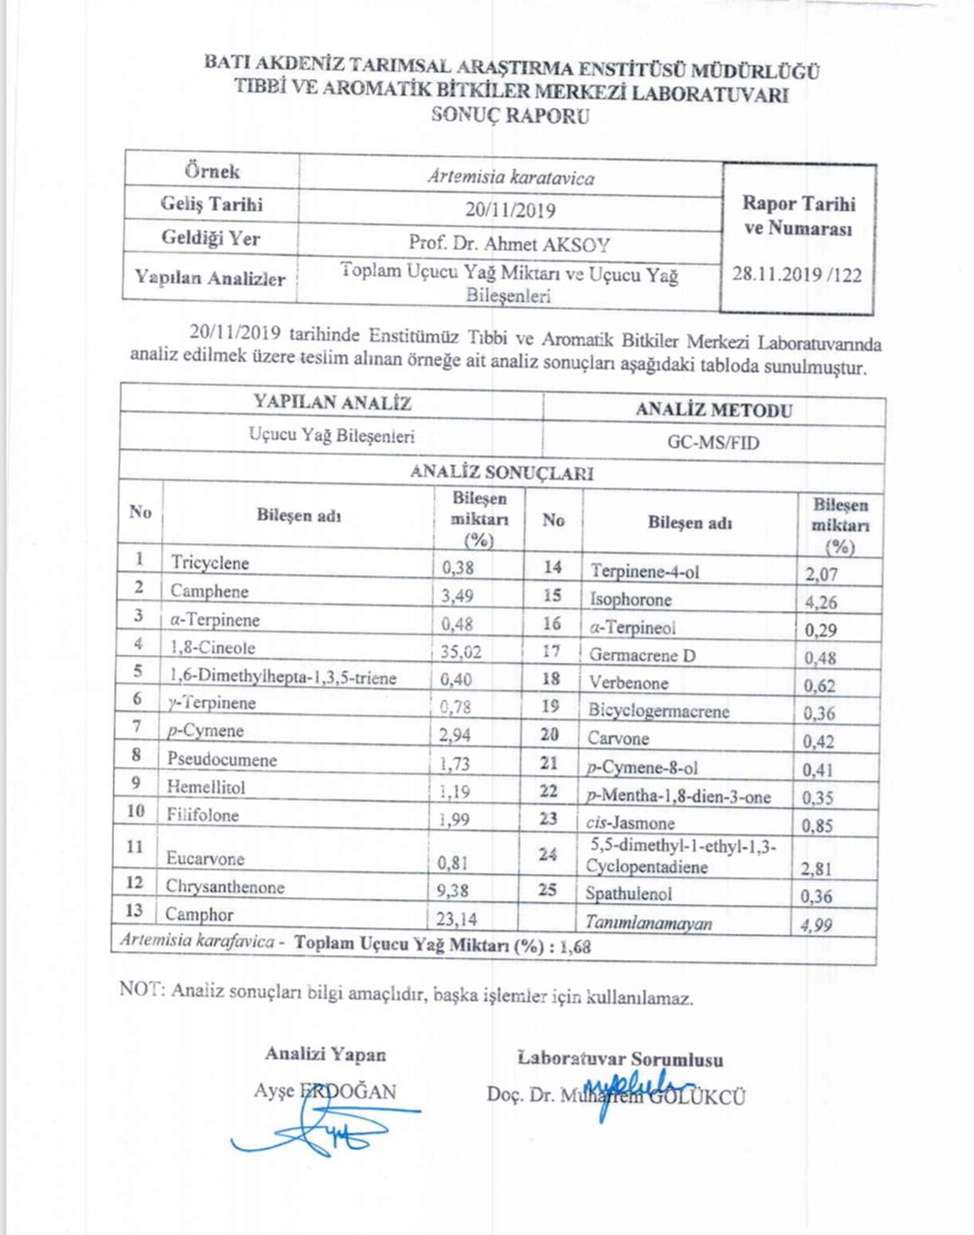 BATI AKDENİZ TARIMSAL ARAŞTIRMA ENSTİTÜSÜ MÜDÜRLÜĞÜ
TIBBİ VE AROMATİK BİTKİLER MERKEZİ LABORATUVARI
SONUÇ RAPORU
Örnek Artemisia karatavica
Geliş Tarihi 20/11/2019
Geldiği Yer Prof. Dr. Ahmet AKSOY
Yapılan Analizler Toplam Uçucu Yağ Miktarı ve Uçucu Yağ
Bileşenleri
Rapor Tarihi
ve Numarası
28.11.2019 /122
20/11/2019 tarihinde Enstitümüz Tıbbi ve Aromatik Bitkiler Merkezi Laboratuvarında
analiz edilmek üzere teslim alınan örneğe ait analiz sonuçları aşağıdaki tabloda sunulmuştur.
YAPILAN ANALİZ ANALİZ METODU
Uçucu Yağ Bileşenleri GC-MS/FID
ANALİZ SONUÇLARI
No Bileşen adı Bileşen miktarı (%) No Bileşen adı Bileşen miktarı (%)
1 Tricyclene 0,38 14 Terpinene-4-ol 2,07
2 Camphene 3,49 15 Isophorone 4,26
3 α-Terpinene 0,48 16 α-Terpineol 0,29
4 1,8-Cineole 35,02 17 Germacrene D 0,48
5 1,6-Dimethylhepta-1,3,5-triene 0,40 18 Verbenone 0,62
6 γ-Terpinene 0,78 19 Bicyclogermacrene 0,36
7 p-Cymene 2,94 20 Carvone 0,42
8 Pseudocumene 1,73 21 p-Cymene-8-ol 0,41
9 Hemellitol 1,19 22 p-Mentha-1,8-dien-3-one 0,35
10 Filifolone 1,99 23 cis-Jasmone 0,85
11 Eucarvone 0,81 24 5,5-dimethyl-1-ethyl-1,3-
Cyclopentadiene 2,81
12 Chrysanthenone 9,38 25 Spathulenol 0,36
13 Camphor 23,14 Tanımlanamayan 4,99
Artemisia karafavica - Toplam Uçucu Yağ Miktarı (%) : 1,68
NOT: Analiz sonuçları bilgi amaçlıdır, başka işlemler için kullanılamaz.
Analizi Yapan
Ayşe ERDOĞAN
Laboratuvar Sorumlusu
Doç. Dr. Muharrem GÖLÜKCÜ